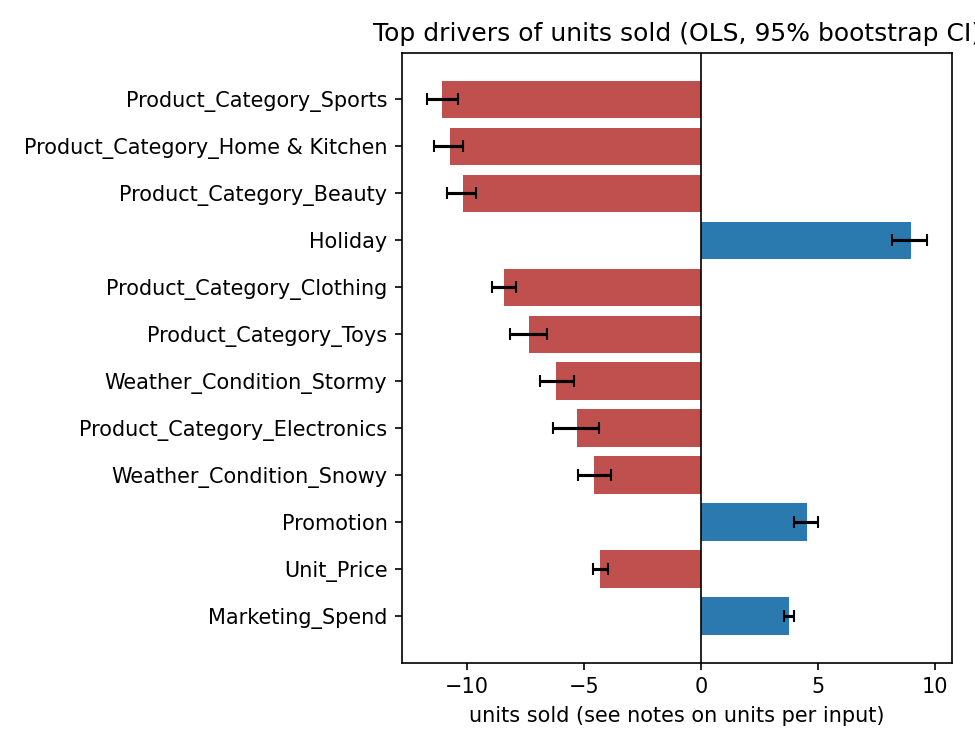 Top drivers of units sold (OLS, 95% bootstrap CI)
Product_Category_Sports
Product_Category_Home & Kitchen
Product_Category_Beauty
Holiday
Product_Category_Clothing
Product_Category_Toys
Weather_Condition_Stormy
Product_Category_Electronics
Weather_Condition_Snowy
Promotion
Unit_Price
Marketing_Spend
−10 −5 0 5 10
units sold (see notes on units per input)